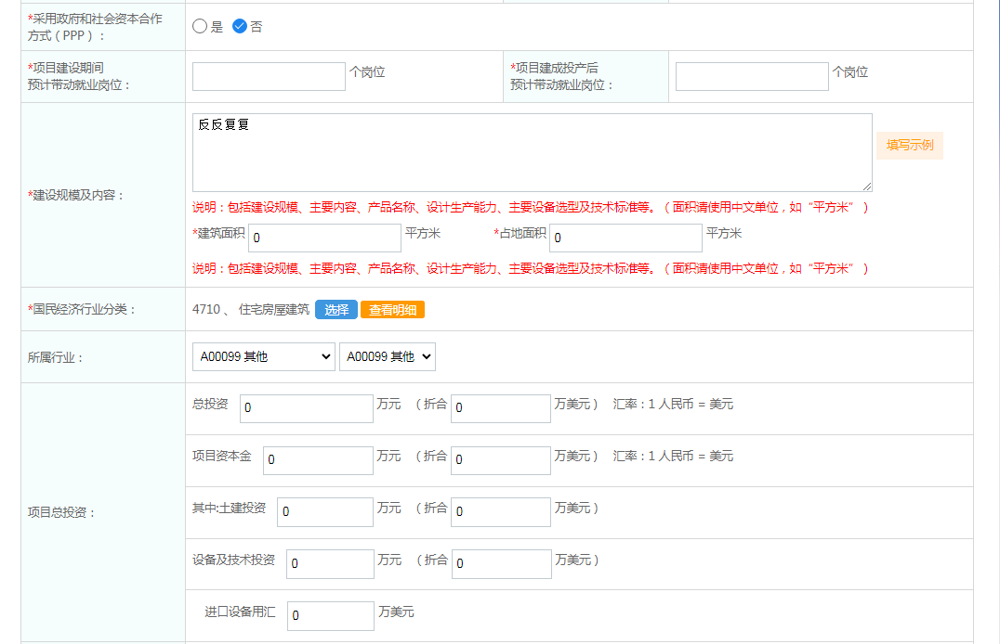 *采用政府和社会资本合作
方式（PPP）：
是 否
*项目建设期间
预计带动就业岗位：
个岗位
*项目建成投产后
预计带动就业岗位：
个岗位
*建设规模及内容：
反反复复
填写示例
说明：包括建设规模、主要内容、产品名称、设计生产能力、主要设备选型及技术标准等。（面积请使用中文单位，如“平方米” ）
*建筑面积 0 平方米 *占地面积 0 平方米
说明：包括建设规模、主要内容、产品名称、设计生产能力、主要设备选型及技术标准等。（面积请使用中文单位，如“平方米” ）
*国民经济行业分类：
4710 、 住宅房屋建筑 选择 查看明细
所属行业：
A00099 其他 A00099 其他
项目总投资：
总投资 0 万元 （折合 0 万美元） 汇率：1 人民币 = 美元
项目资本金 0 万元 （折合 0 万美元） 汇率：1 人民币 = 美元
其中:土建投资 0 万元 （折合 0 万美元）
设备及技术投资 0 万元 （折合 0 万美元）
进口设备用汇 0 万美元